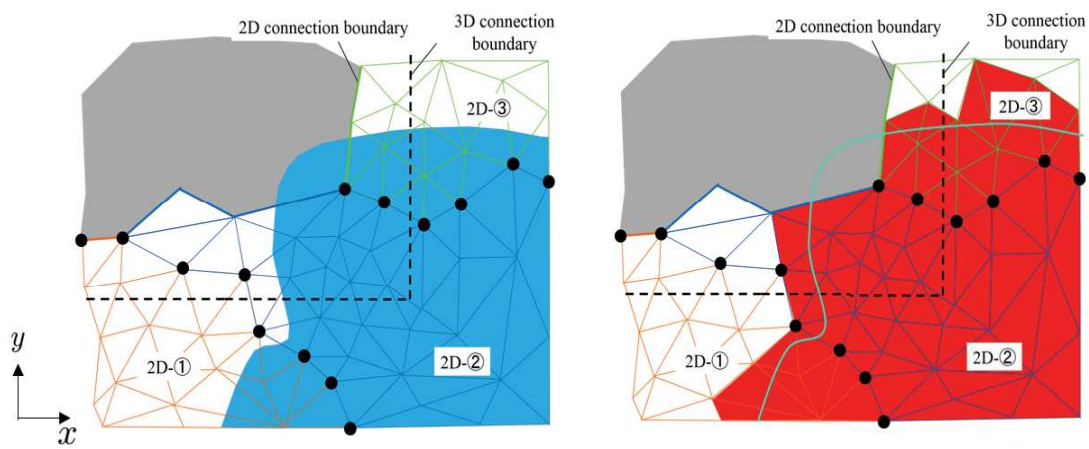 2D connection boundary
3D connection
boundary
2D-③
2D-①
2D-②
y
x
2D connection boundary
3D connection
boundary
2D-③
2D-①
2D-②